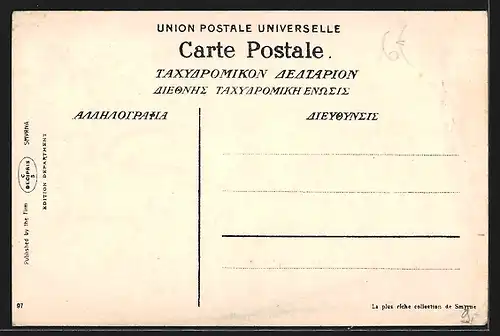 UNION POSTALE UNIVERSELLE
Carte Postale.
ΤΑΧΥΔΡΟΜΙΚΟΝ ΔΕΛΤΑΡΙΟΝ
ΔΙΕΘΝΗΣ ΤΑΧΥΔΡΟΜΙΚΗ ΕΝΩΣΙΣ
ΑΛΛΗΛΟΓΡΑΦΙΑ
ΔΙΕΥΘΥΝΣΙΣ
Published by the Firm
SMYRNA
EDITION DEPARTMENT
97
La plus riche collection de Smyrne